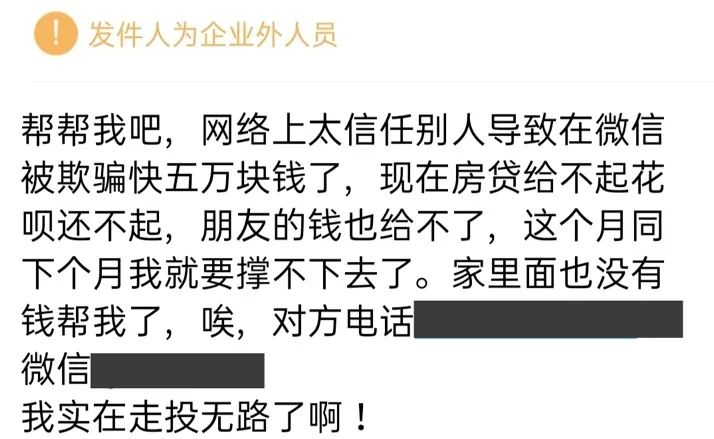 发件人为企业外人员
帮帮我吧，网络上太信任别人导致在微信
被欺骗快五万块钱了，现在房贷给不起花
呗还不起，朋友的钱也给不了，这个月同
下个月我就要撑不下去了。家里面也没有
钱帮我了，唉，对方电话
微信
我实在走投无路了啊！